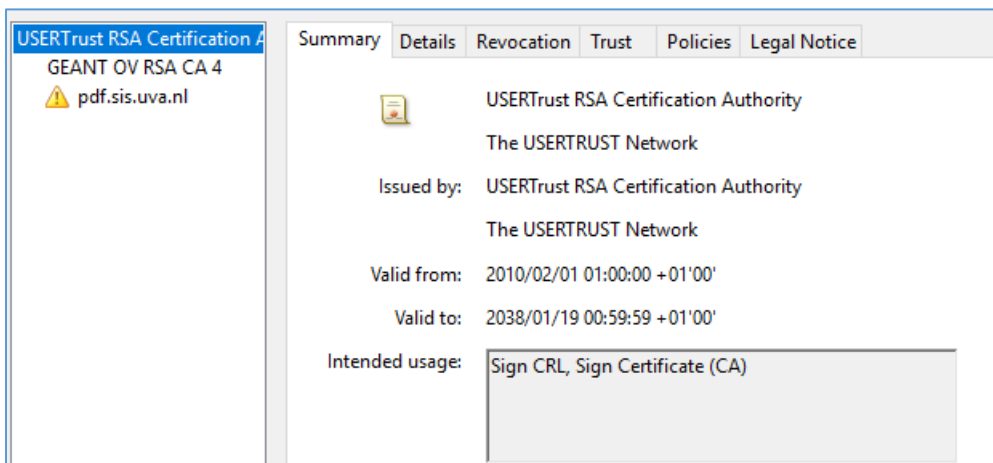 USERTrust RSA Certification A
GEANT OV RSA CA 4
pdf.sis.uva.nl
Summary Details Revocation Trust Policies Legal Notice
USERTrust RSA Certification Authority
The USERTRUST Network
Issued by: USERTrust RSA Certification Authority
The USERTRUST Network
Valid from: 2010/02/01 01:00:00 +01'00'
Valid to: 2038/01/19 00:59:59 +01'00'
Intended usage: Sign CRL, Sign Certificate (CA)